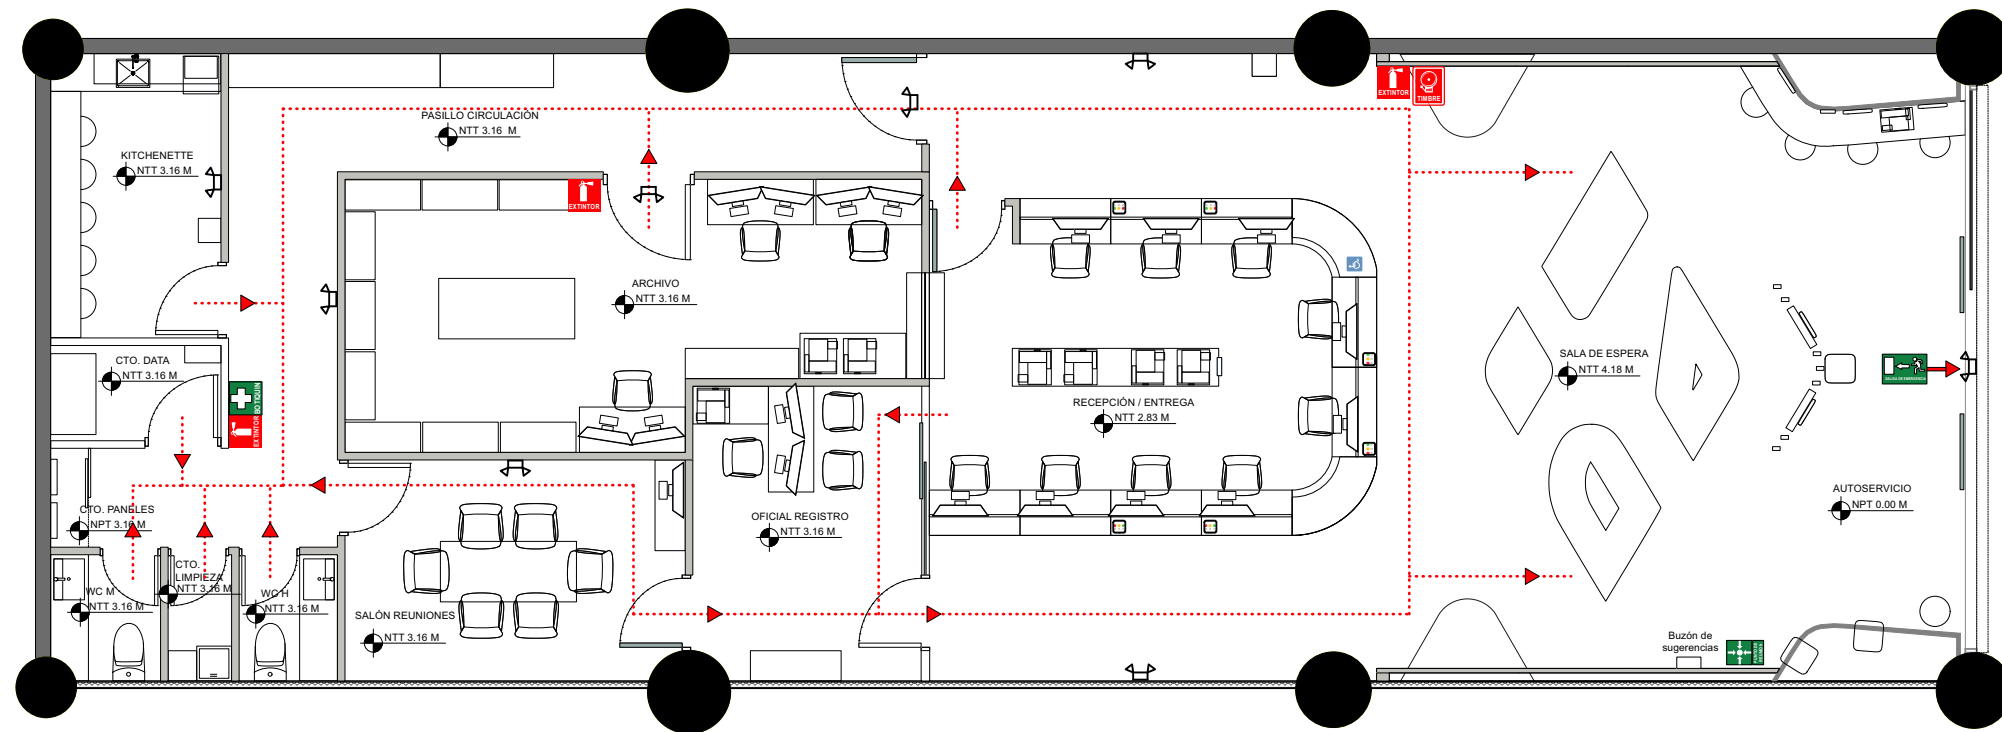 PASILLO CIRCULACIÓN
NTT 3.16 M
KITCHENETTE
NTT 3.16 M
EXTINTOR
TIMBRE
EXTINTOR
ARCHIVO
NTT 3.16 M
CTO. DATA
NTT 3.16 M
BOTIQUIN
EXTINTOR
SALA DE ESPERA
NTT 4.18 M
SALIDA DE EMERGENCIA
RECEPCIÓN / ENTREGA
NTT 2.83 M
AUTOSERVICIO
NPT 0.00 M
CTO. PANELES
NPT 3.16 M
OFICIAL REGISTRO
NTT 3.16 M
CTO.
LIMPIEZA
NTT 3.16 M
WC M
NTT 3.16 M
WC H
NTT 3.16 M
SALÓN REUNIONES
NTT 3.16 M
Buzón de
sugerencias